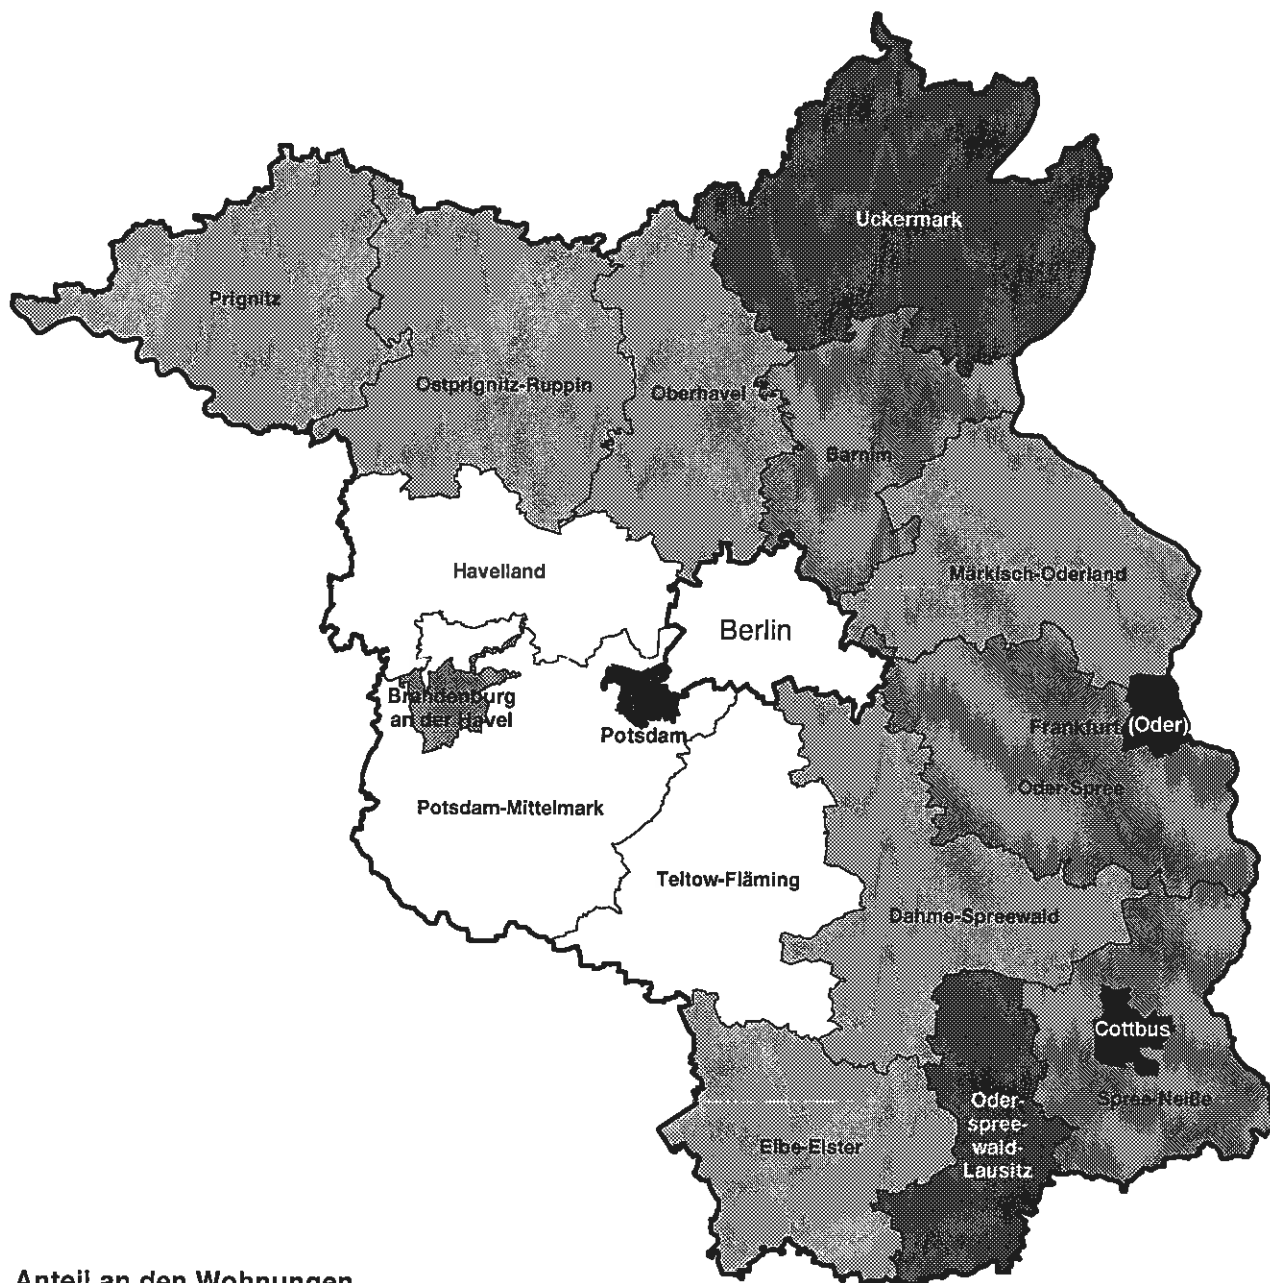 Uckermark
Prignitz
Ostprignitz-Ruppin
Oberhavel
Barnim
Havelland
Märkisch-Oderland
Berlin
Brandenburg
an der Havel
Potsdam
Frankfurt (Oder)
Oder-Spree
Potsdam-Mittelmark
Teltow-Fläming
Dahme-Spreewald
Cottbus
Spree-Neiße
Oder-
spree-
wald-
Lausitz
Elbe-Elster
Anteil an den Wohnungen